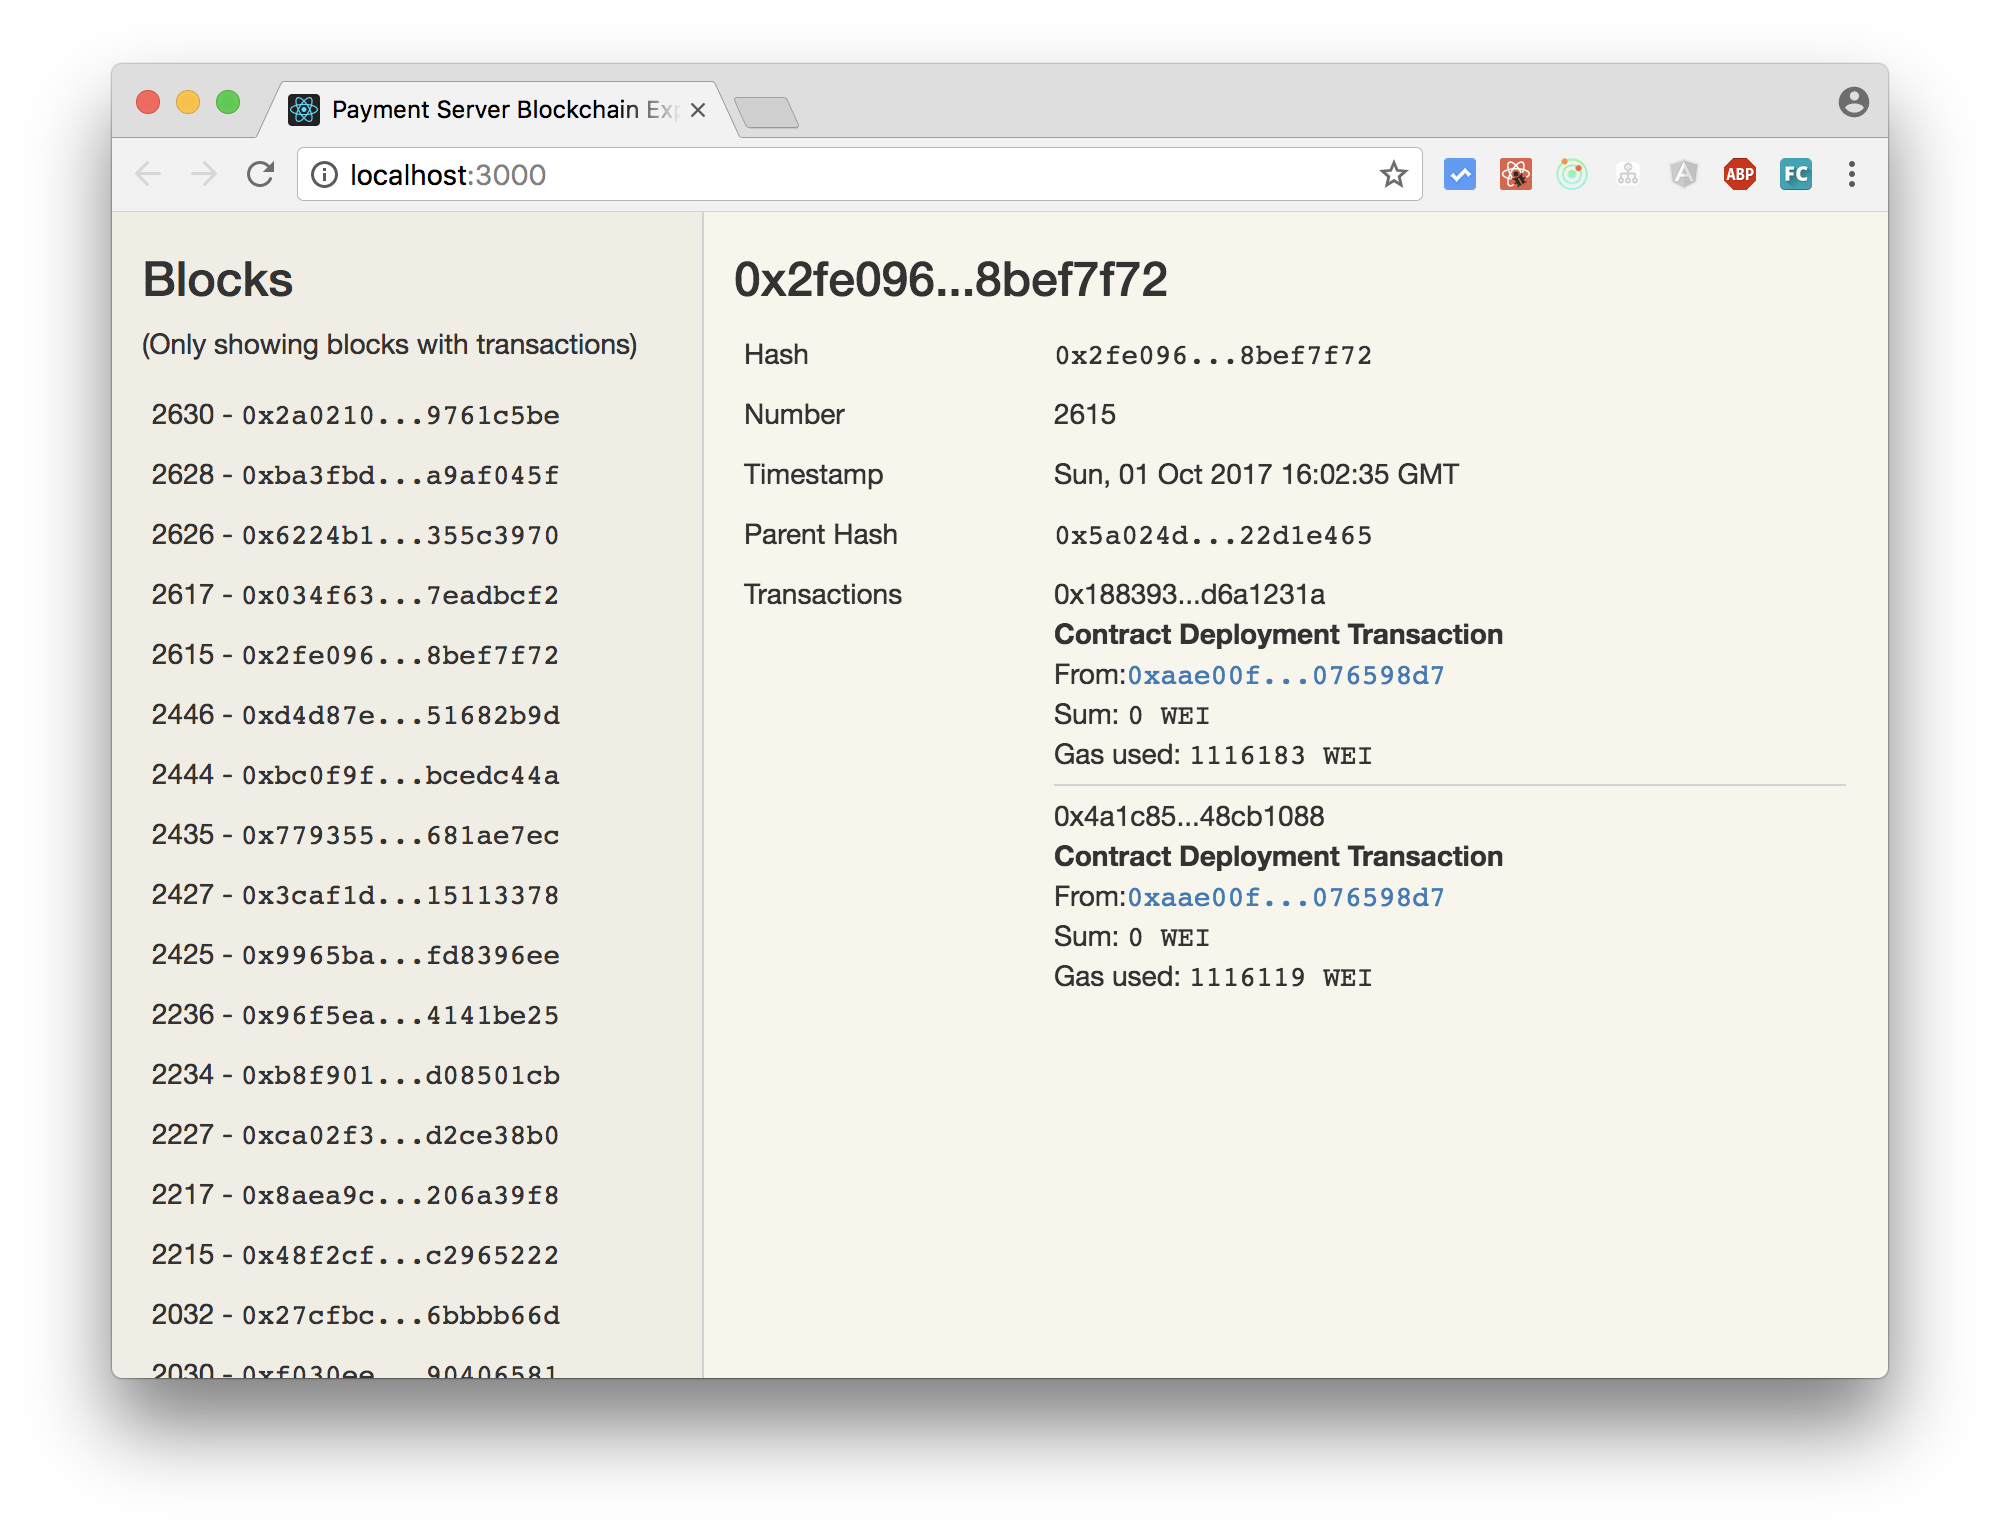 Payment Server Blockchain
localhost:3000
ABP
FC
Blocks
(Only showing blocks with transactions)
2630 - 0x2a0210...9761c5be
2628 - 0xba3fbd...a9af045f
2626 - 0x6224b1...355c3970
2617 - 0x034f63...7eadbcf2
2615 - 0x2fe096...8bef7f72
2446 - 0xd4d87e...51682b9d
2444 - 0xbc0f9f...bcedc44a
2435 - 0x779355...681ae7ec
2427 - 0x3caf1d...15113378
2425 - 0x9965ba...fd8396ee
2236 - 0x96f5ea...4141be25
2234 - 0xb8f901...d08501cb
2227 - 0xca02f3...d2ce38b0
2217 - 0x8aea9c...206a39f8
2215 - 0x48f2cf...c2965222
2032 - 0x27cfbc...6bbbb66d
2030 - 0xf030ee...90406581
0x2fe096...8bef7f72
Hash 0x2fe096...8bef7f72
Number 2615
Timestamp Sun, 01 Oct 2017 16:02:35 GMT
Parent Hash 0x5a024d...22d1e465
Transactions 0x188393...d6a1231a
Contract Deployment Transaction
From:0xaae00f...076598d7
Sum: 0 WEI
Gas used: 1116183 WEI
0x4a1c85...48cb1088
Contract Deployment Transaction
From:0xaae00f...076598d7
Sum: 0 WEI
Gas used: 1116119 WEI